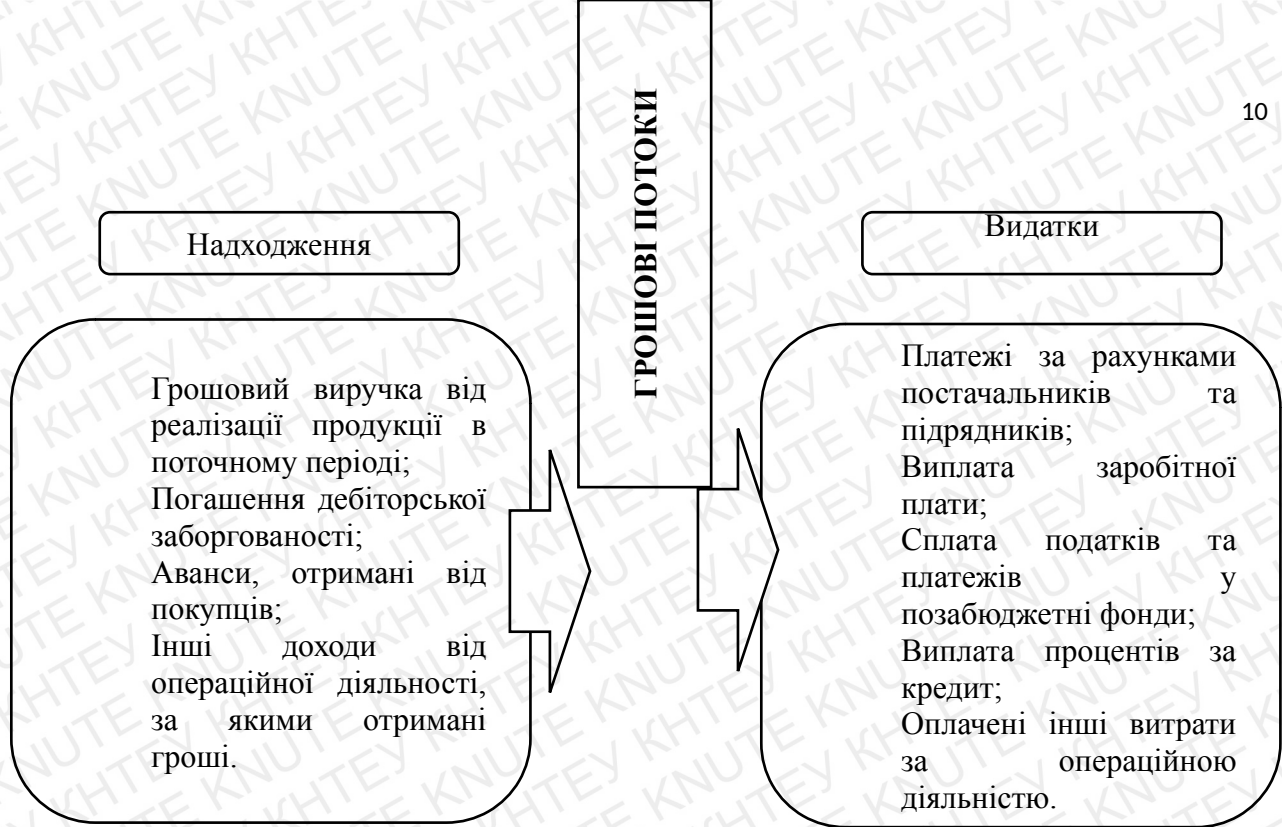 10
ГРОШОВІ ПОТОКИ
Надходження
Грошовий виручка від
реалізації продукції в
поточному періоді;
Погашення дебіторської
заборгованості;
Аванси, отримані від
покупців;
Інші доходи від
операційної діяльності,
за якими отримані
гроші.
Видатки
Платежі за рахунками
постачальників та
підрядників;
Виплата заробітної
плати;
Сплата податків та
платежів у
позабюджетні фонди;
Виплата процентів за
кредит;
Оплачені інші витрати
за операційною
діяльністю.